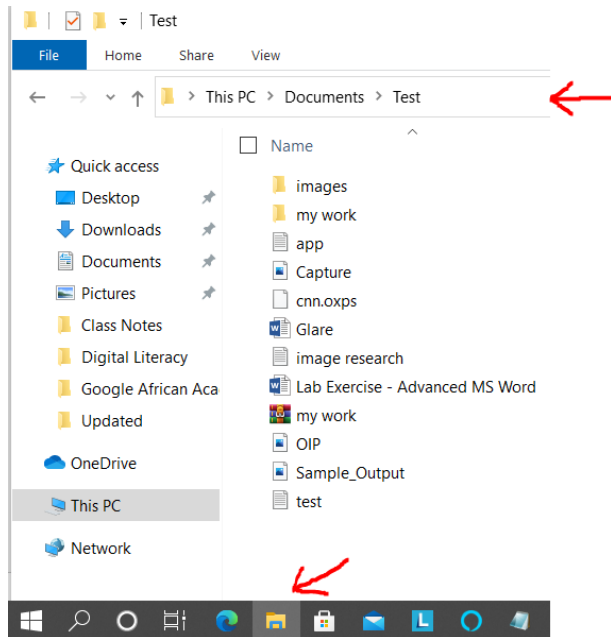 Test
File Home Share View
This PC > Documents > Test
Name
Quick access
Desktop
Downloads
Documents
Pictures
Class Notes
Digital Literacy
Google African Aca
Updated
OneDrive
This PC
Network
images
my work
app
Capture
cnn.oxps
Glare
image research
Lab Exercise - Advanced MS Word
my work
OIP
Sample_Output
test
L